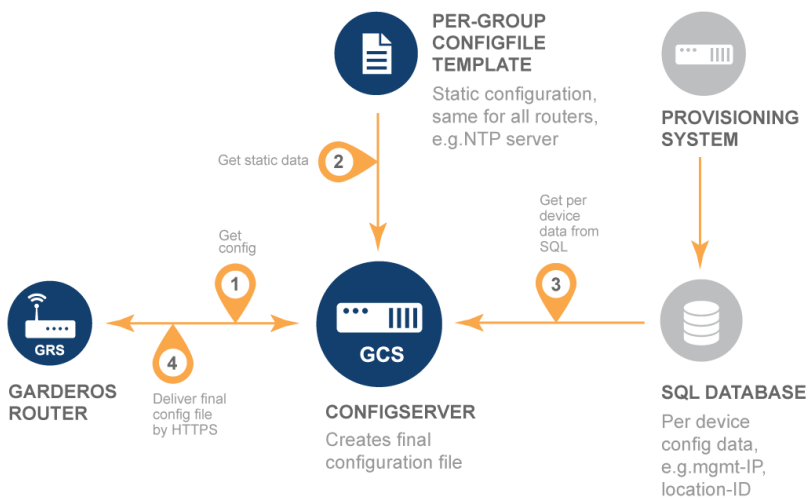 PER-GROUP
CONFIGFILE
TEMPLATE
Static configuration,
same for all routers,
e.g.NTP server
PROVISIONING
SYSTEM
Get static data
2
Get per
device
data from
SQL
3
Get
config
1
GRS
4
GCS
GARDEROS
ROUTER
Deliver final
config file
by HTTPS
CONFIGSERVER
Creates final
configuration file
SQL DATABASE
Per device
config data,
e.g.mgmt-IP,
location-ID